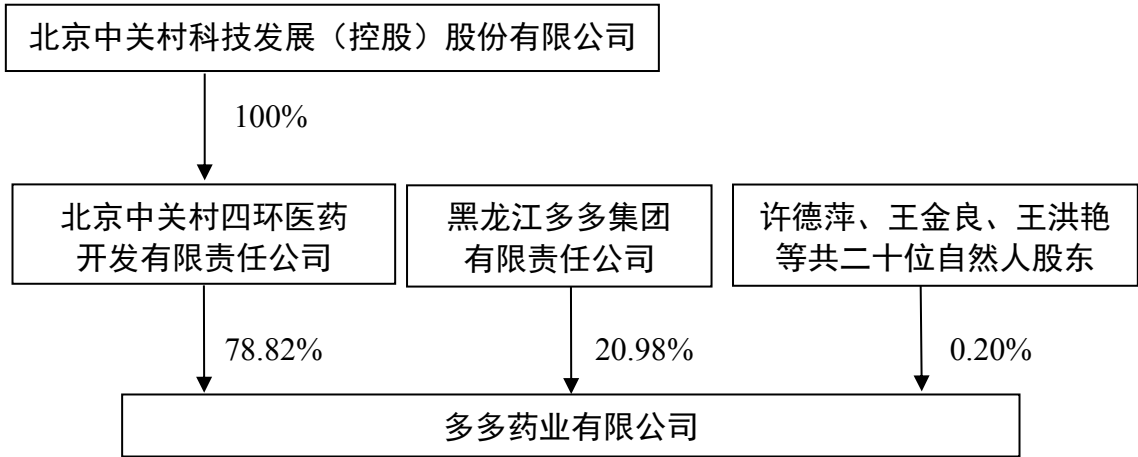 北京中关村科技发展（控股）股份有限公司
100%
北京中关村四环医药
开发有限责任公司
黑龙江多多集团
有限责任公司
许德萍、王金良、王洪艳
等共二十位自然人股东
78.82%
20.98%
0.20%
多多药业有限公司